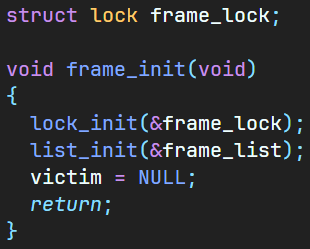 struct lock frame_lock;

void frame_init(void)
{
  lock_init(&frame_lock);
  list_init(&frame_list);
  victim = NULL;
  return;
}